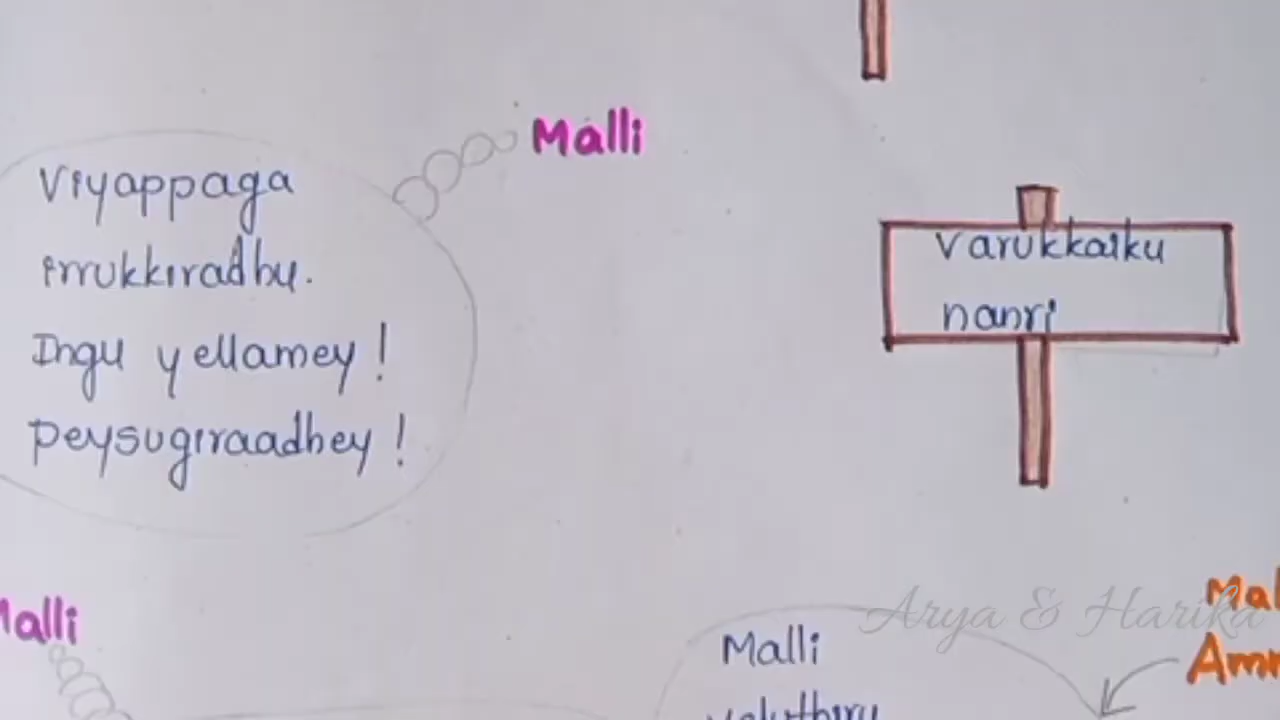 Malli
Viyappaga
irrukkiradhu.
Ingu yellamey!
peysugiraadhey!
varukkaiku
nanri
Malli
Arya & Harika
Malli